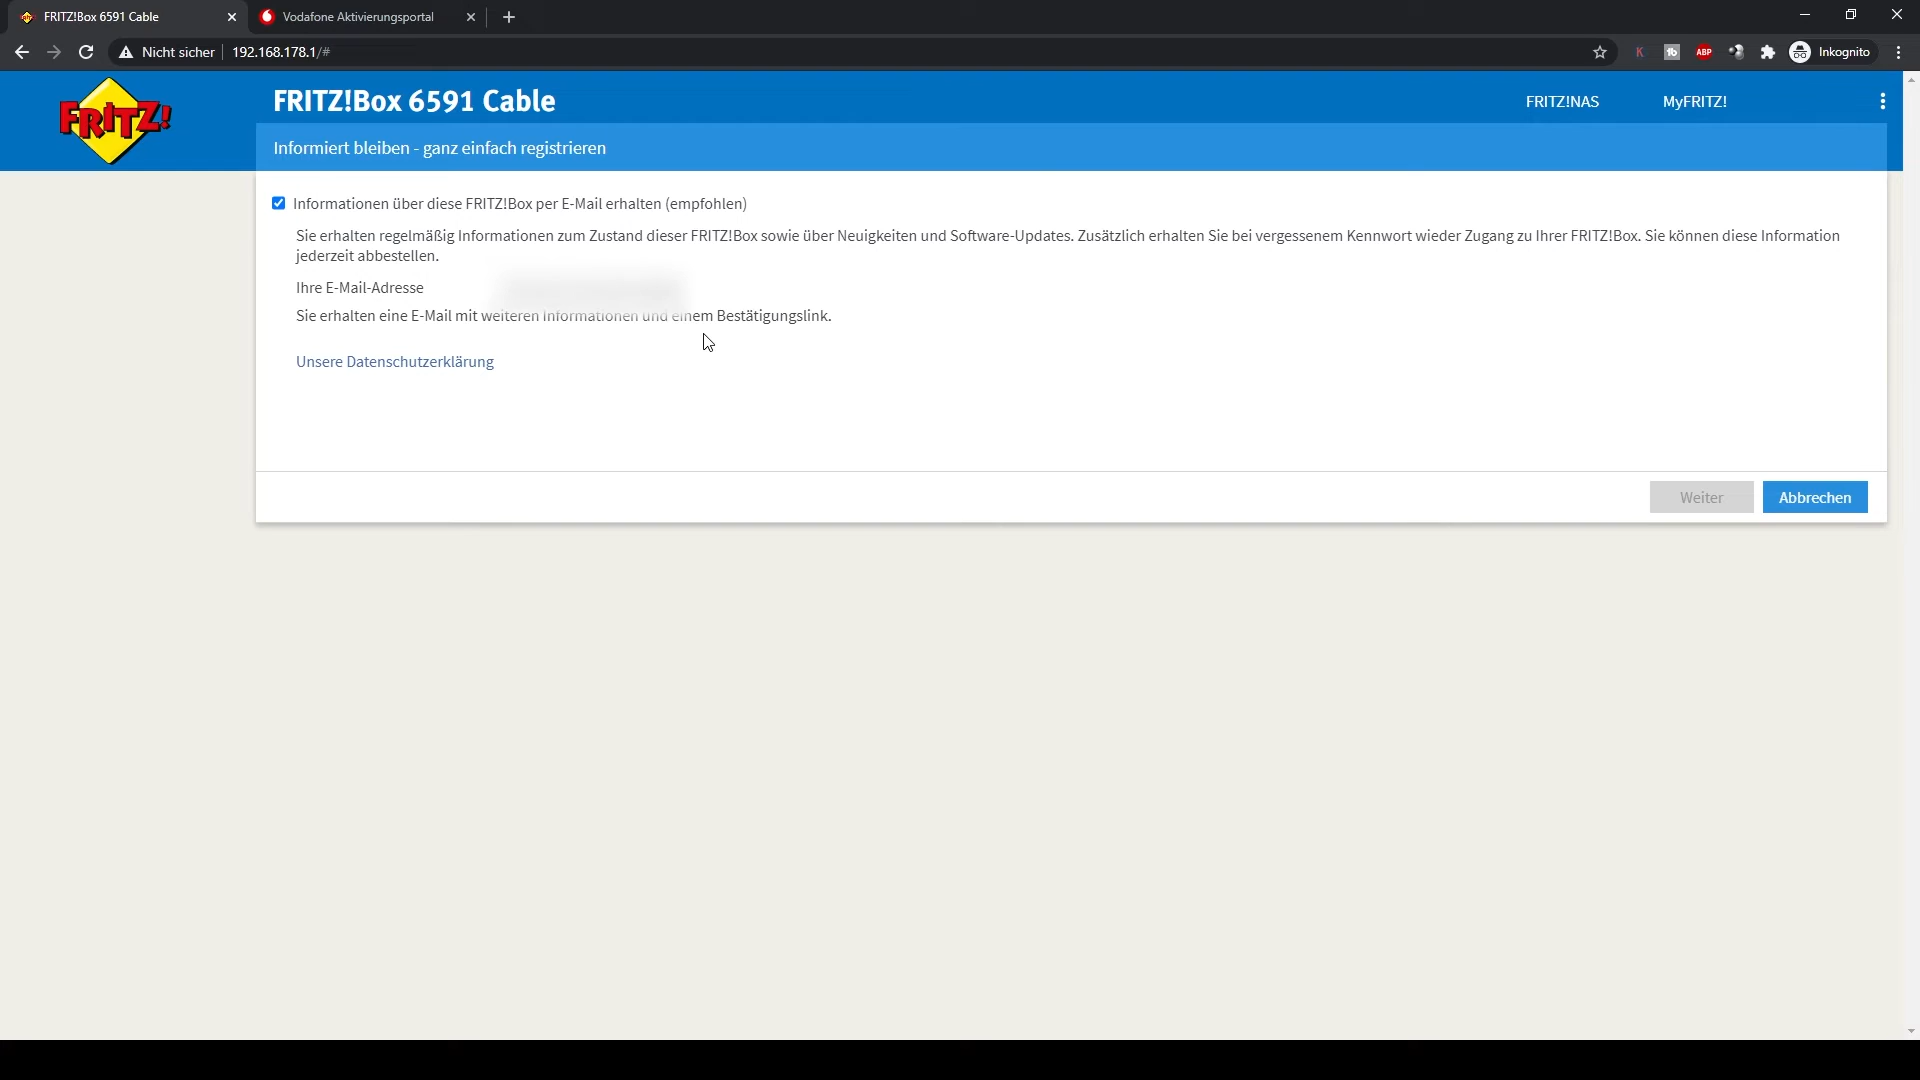 FRITZ!Box 6591 Cable
Vodafone Aktivierungsportal
Nicht sicher
192.168.178.1/#
K
tb
ABP
Inkognito
FRITZ!
FRITZ!Box 6591 Cable
FRITZ!NAS
MyFRITZ!
Informiert bleiben - ganz einfach registrieren
Informationen über diese FRITZ!Box per E-Mail erhalten (empfohlen)
Sie erhalten regelmäßig Informationen zum Zustand dieser FRITZ!Box sowie über Neuigkeiten und Software-Updates. Zusätzlich erhalten Sie bei vergessenem Kennwort wieder Zugang zu Ihrer FRITZ!Box. Sie können diese Information
jederzeit abbestellen.
Ihre E-Mail-Adresse
Sie erhalten eine E-Mail mit weiteren Informationen und einem Bestätigungslink.
Unsere Datenschutzerklärung
Weiter
Abbrechen